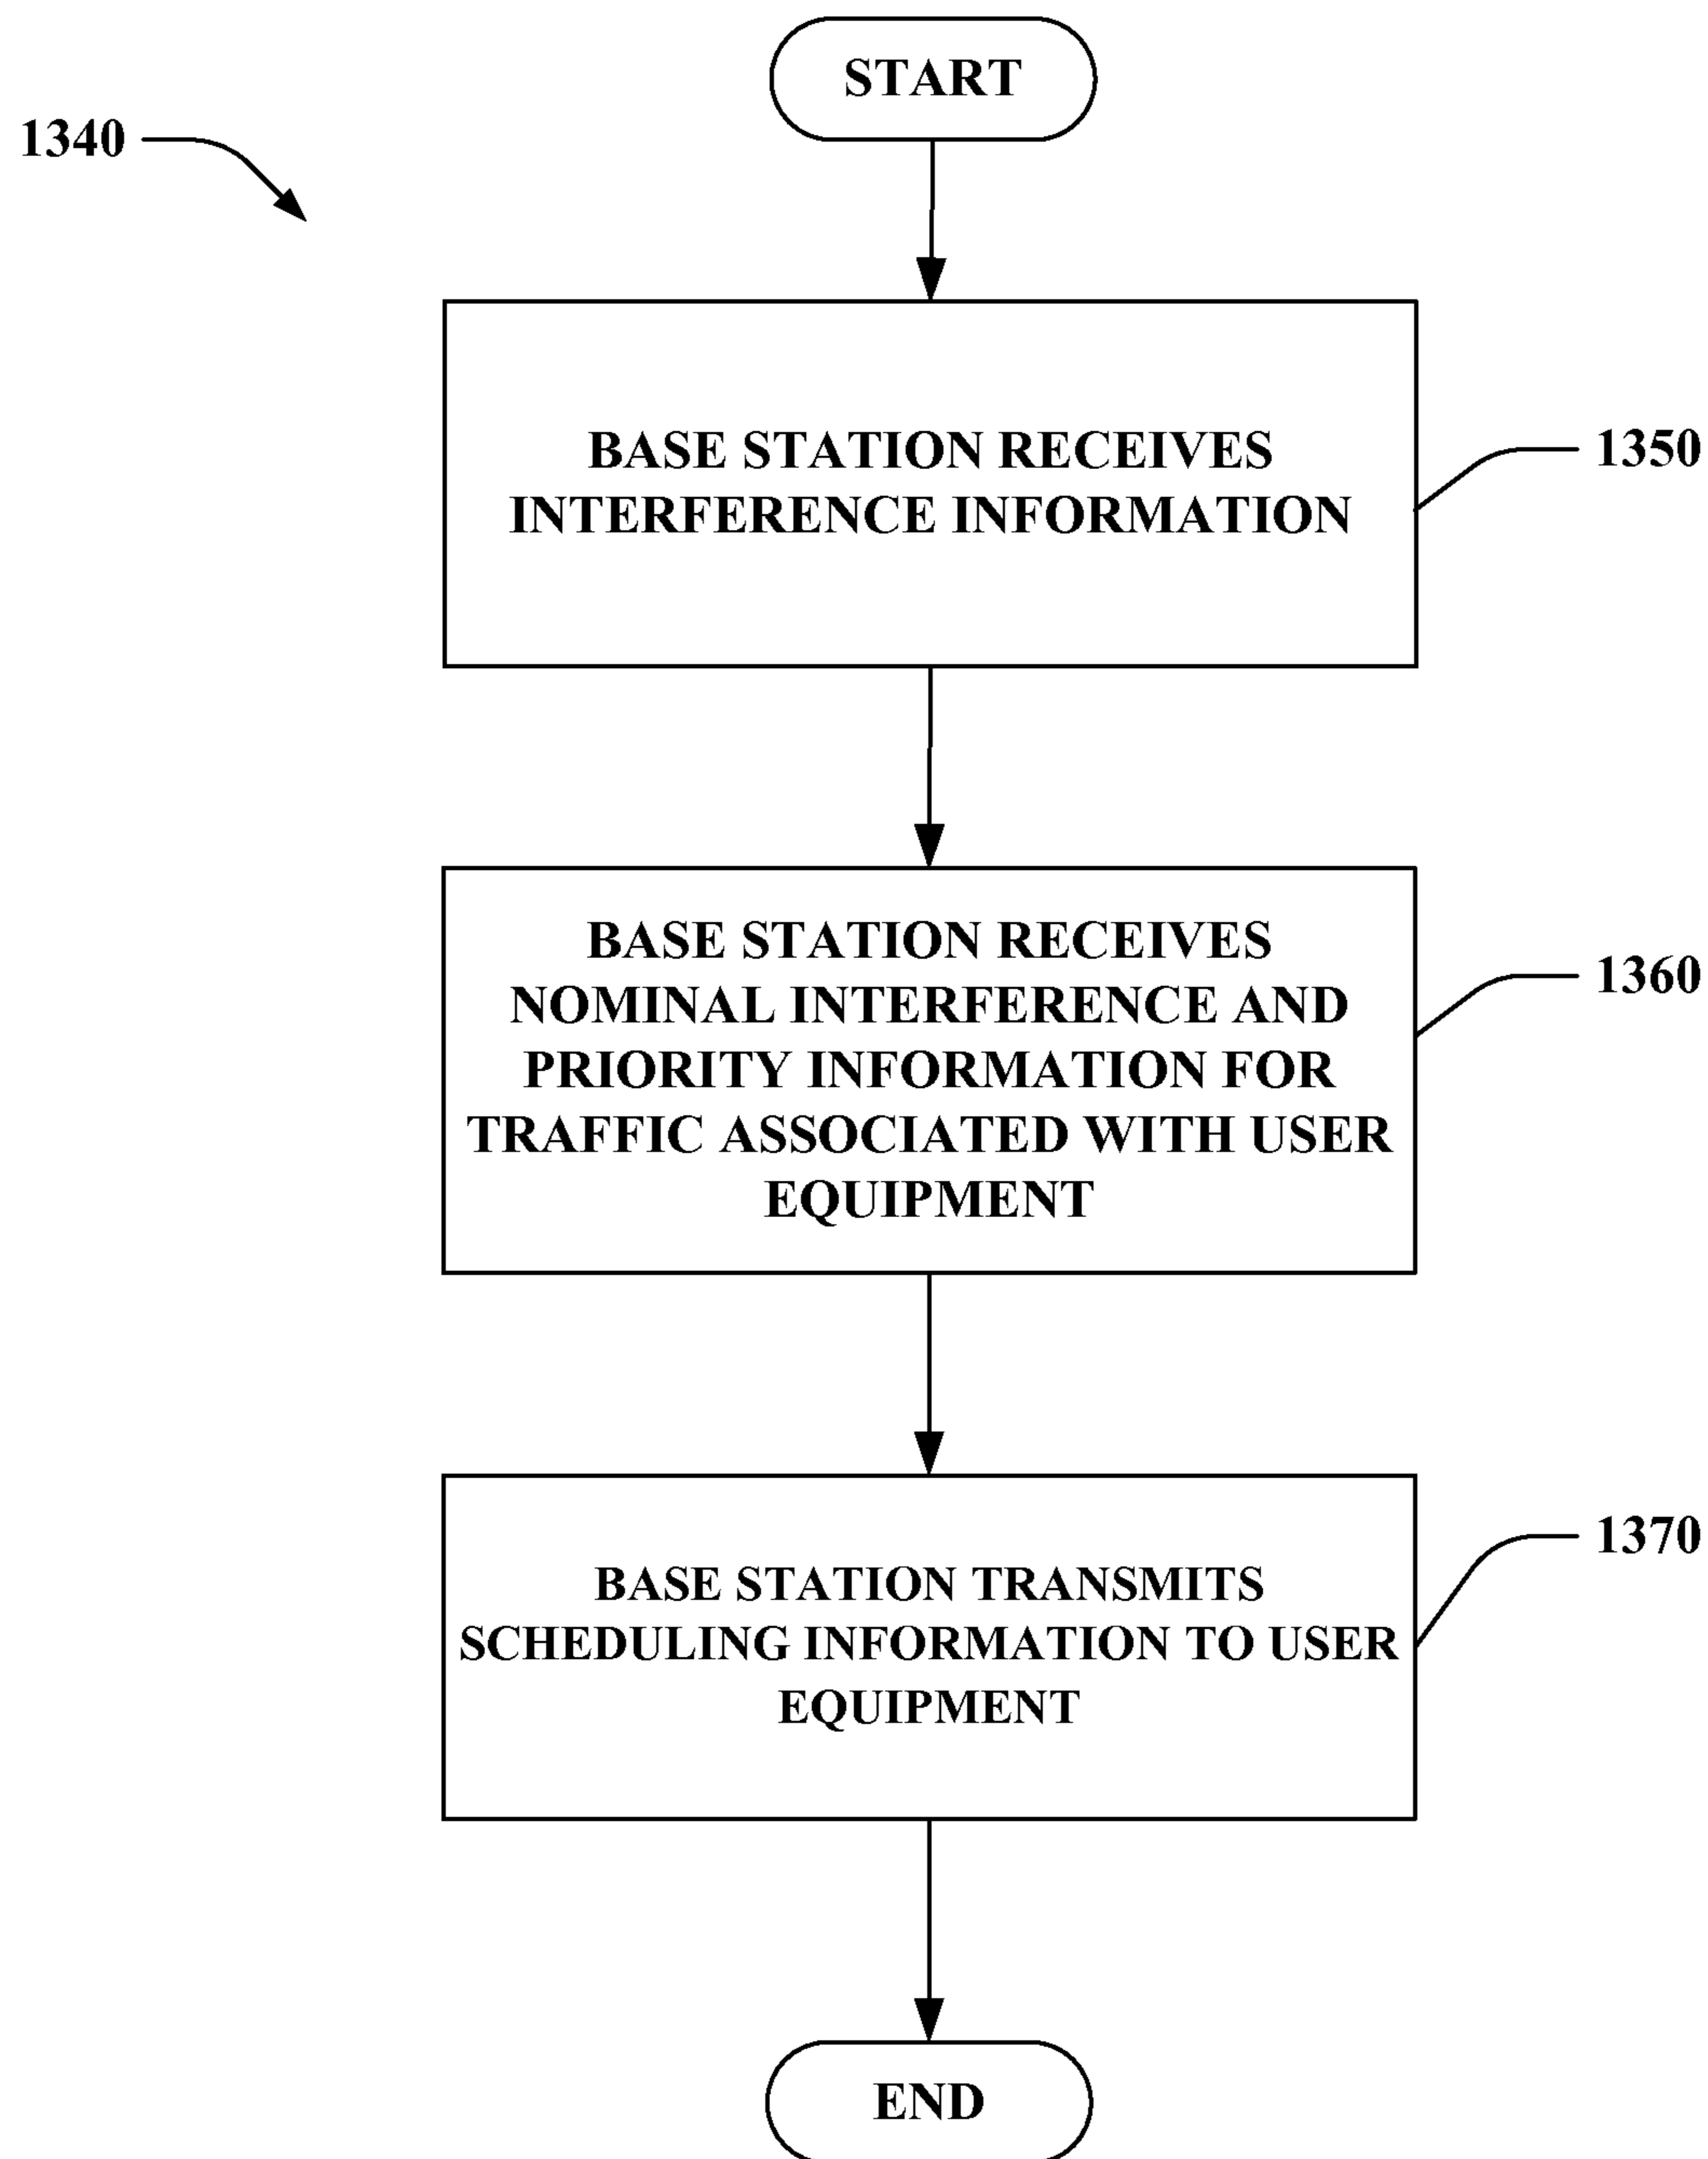 START
1340
BASE STATION RECEIVES
INTERFERENCE INFORMATION
1350
BASE STATION RECEIVES
NOMINAL INTERFERENCE AND
PRIORITY INFORMATION FOR
TRAFFIC ASSOCIATED WITH USER
EQUIPMENT
1360
BASE STATION TRANSMITS
SCHEDULING INFORMATION TO USER
EQUIPMENT
1370
END